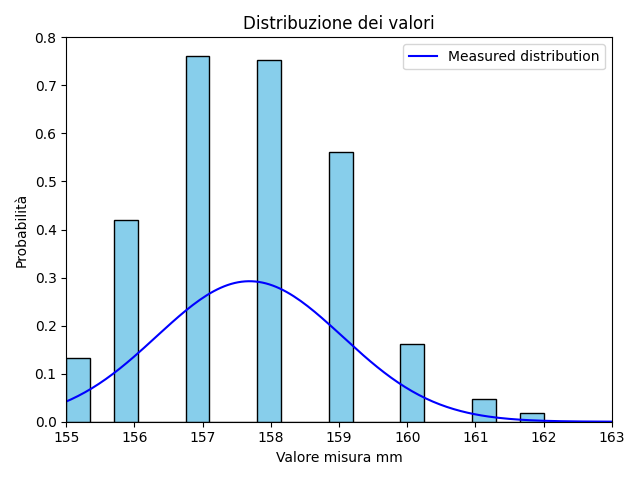 Distribuzione dei valori
Measured distribution
Probabilità
0.8
0.7
0.6
0.5
0.4
0.3
0.2
0.1
0.0
155 156 157 158 159 160 161 162 163
Valore misura mm